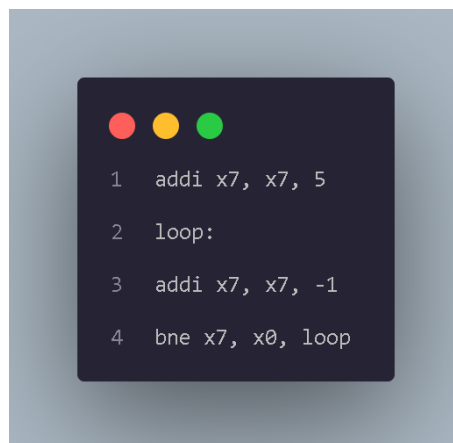 1 addi x7, x7, 5
2 loop:
3 addi x7, x7, -1
4 bne x7, x0, loop